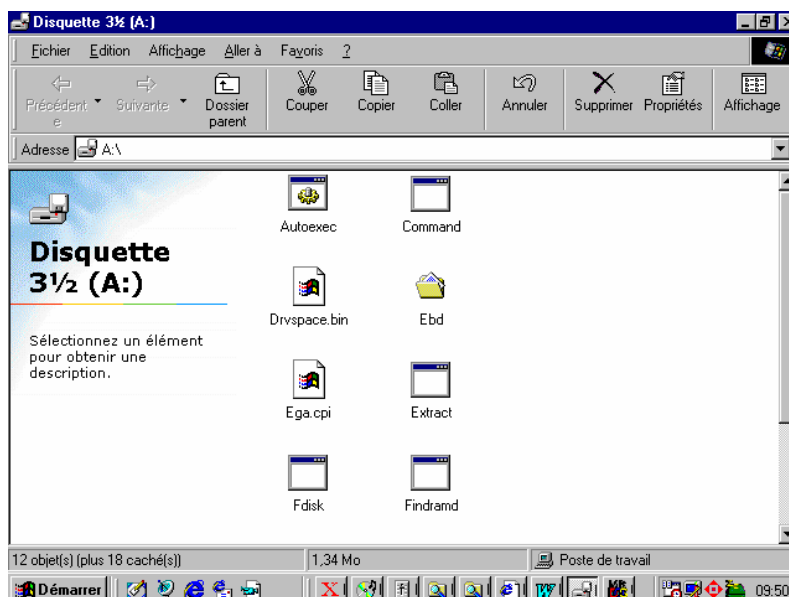 Disquette 3½ (A:)
Fichier Edition Affichage Aller à Favoris ?
Précédent
e
Suivante
Dossier
parent
Couper
Copier
Coller
Annuler
Supprimer
Propriétés
Affichage
Adresse A:\
Disquette
3½ (A:)
Sélectionnez un élément
pour obtenir une
description.
Autoexec
Command
Drvspace.bin
Ebd
Ega.cpi
Extract
Fdisk
Findramd
12 objet(s) (plus 18 caché(s))
1,34 Mo
Poste de travail
Démarrer
09:50